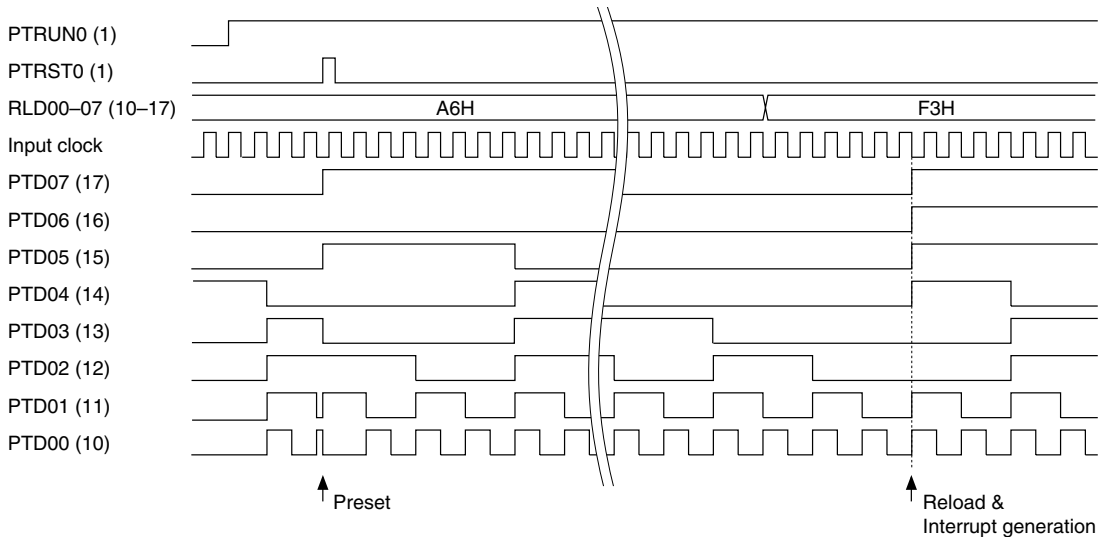 PTRUN0 (1)
PTRST0 (1)
RLD00–07 (10–17)
A6H
F3H
Input clock
PTD07 (17)
PTD06 (16)
PTD05 (15)
PTD04 (14)
PTD03 (13)
PTD02 (12)
PTD01 (11)
PTD00 (10)
Preset
Reload &
Interrupt generation